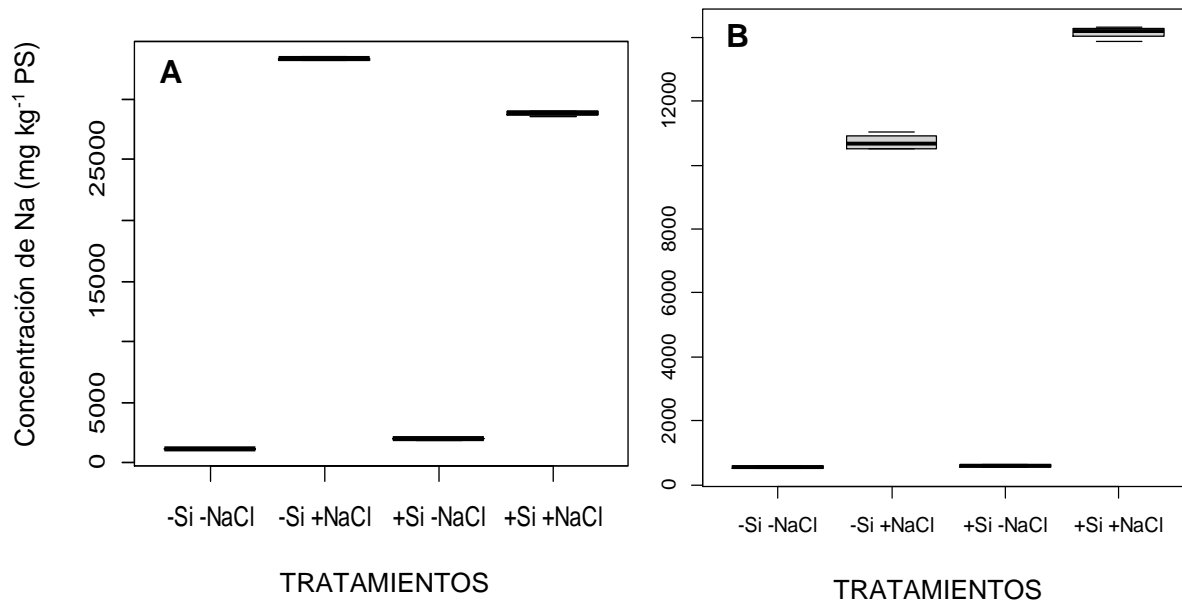 Concentración de Na (mg kg-1 PS)
A
25000
15000
5000
0
-Si -NaCl
-Si +NaCl
+Si -NaCl
+Si +NaCl
TRATAMIENTOS
B
12000
10000
8000
6000
4000
2000
0
-Si -NaCl
-Si +NaCl
+Si -NaCl
+Si +NaCl
TRATAMIENTOS